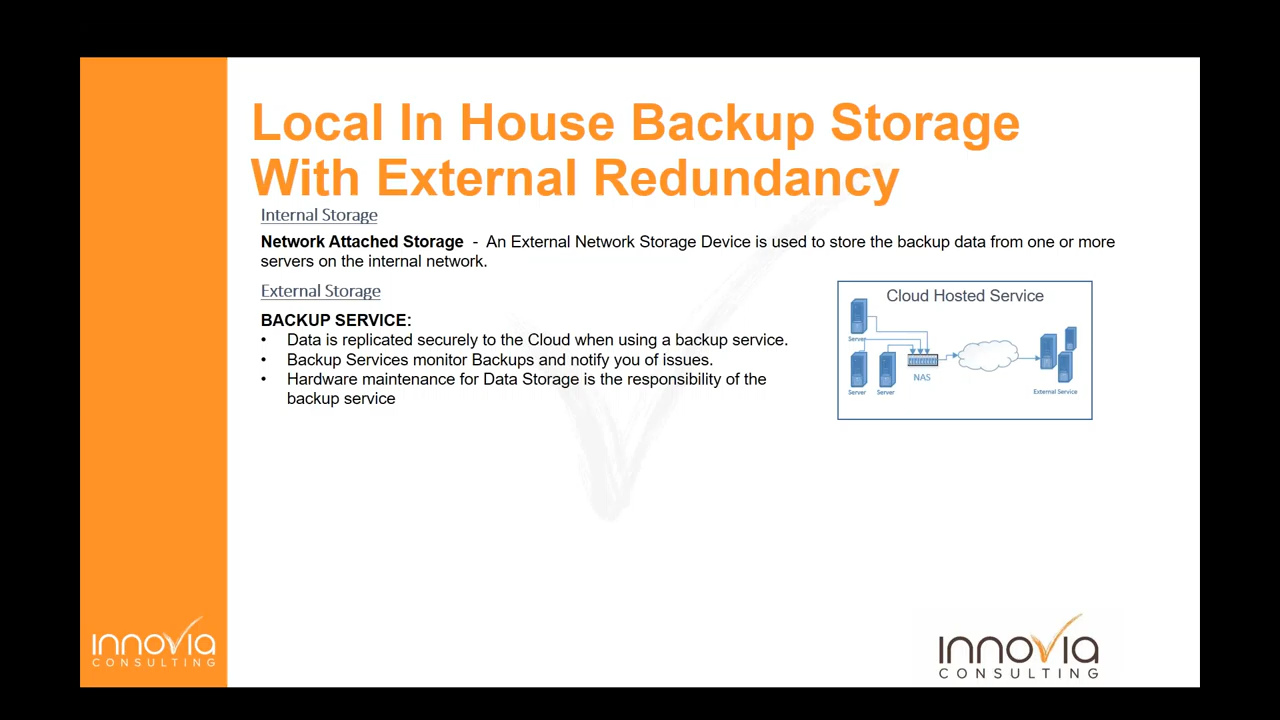 Local In House Backup Storage
With External Redundancy
Internal Storage
Network Attached Storage - An External Network Storage Device is used to store the backup data from one or more
servers on the internal network.
External Storage
BACKUP SERVICE:
• Data is replicated securely to the Cloud when using a backup service.
• Backup Services monitor Backups and notify you of issues.
• Hardware maintenance for Data Storage is the responsibility of the
backup service
Cloud Hosted Service
Server
NAS
Server
Server
External Service
innovia
CONSULTING
innovia
CONSULTING